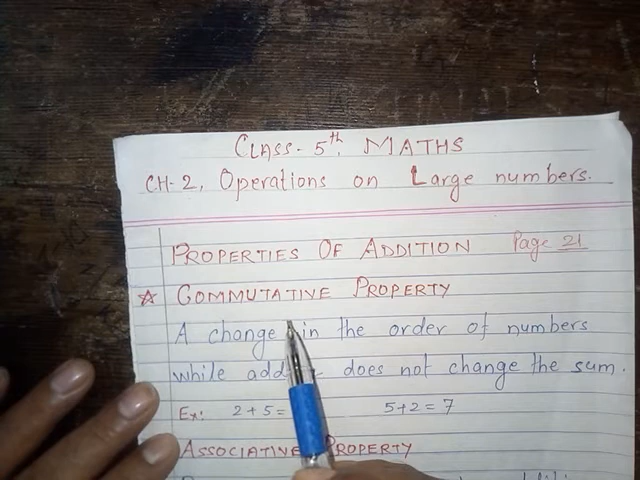 CLASS- 5th. MATHS
CH-2, Operations on Large numbers.
PROPERTIES OF ADDITION Page 21
☆ COMMUTATIVE PROPERTY
A change in the order of numbers
while add does not change the sum.
Ex: 2+5= 5+2=7
ASSOCIATIVE PROPERTY